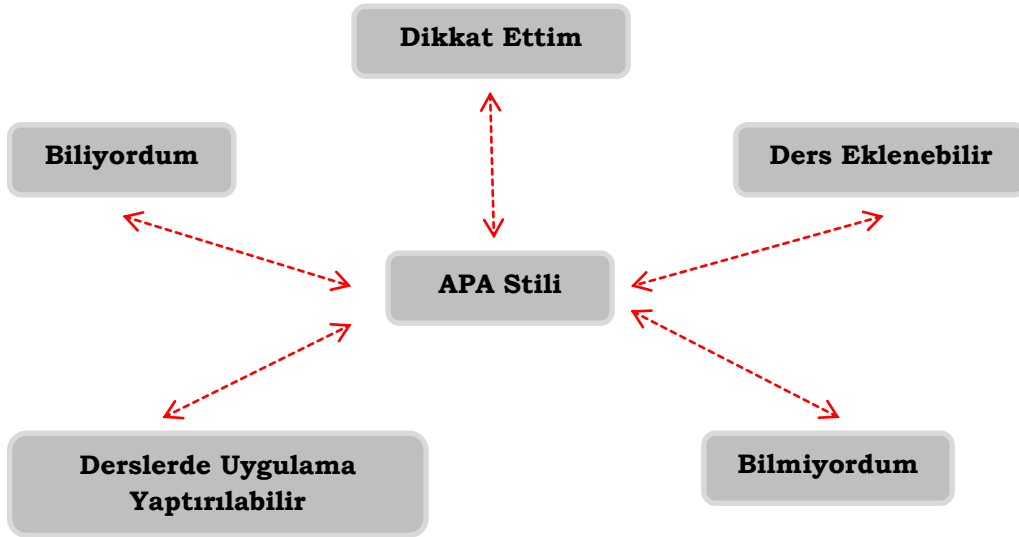 Dikkat Ettim
Biliyordum
Ders Eklenebilir
APA Stili
Derslerde Uygulama
Yaptırılabilir
Bilmiyordum